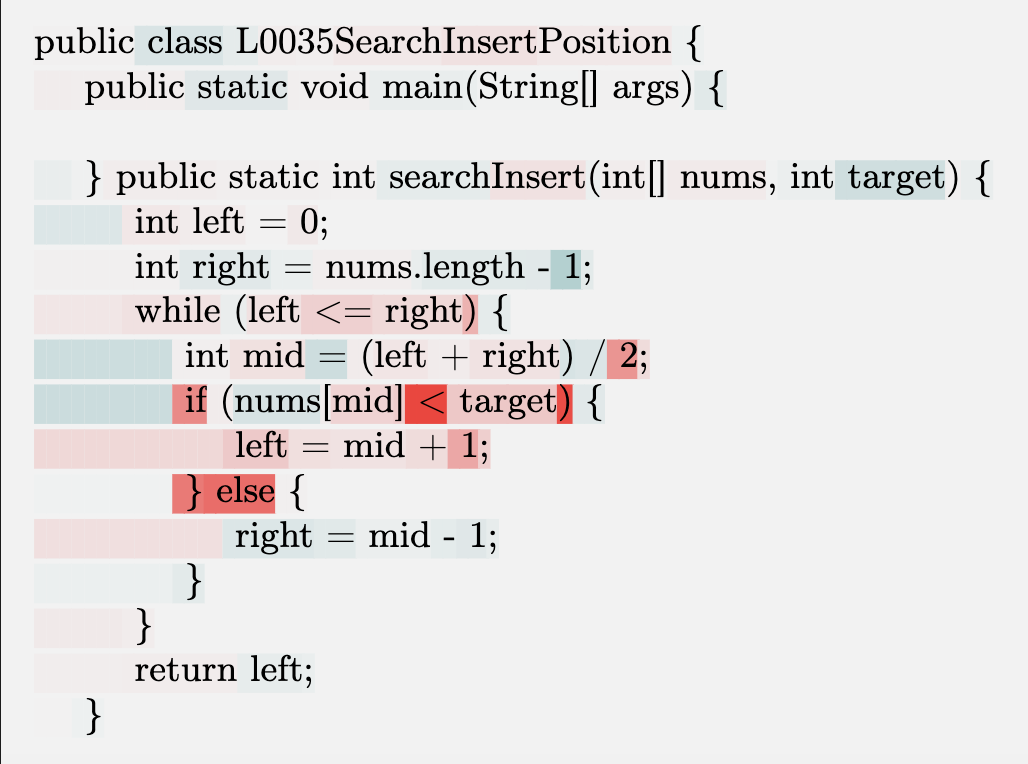 public class L0035SearchInsertPosition {
public static void main(String[] args) {
} public static int searchInsert(int[] nums, int target) {
int left = 0;
int right = nums.length - 1;
while (left <= right) {
int mid = (left + right) / 2;
if (nums[mid] < target) {
left = mid + 1;
} else {
right = mid - 1;
}
}
return left;
}